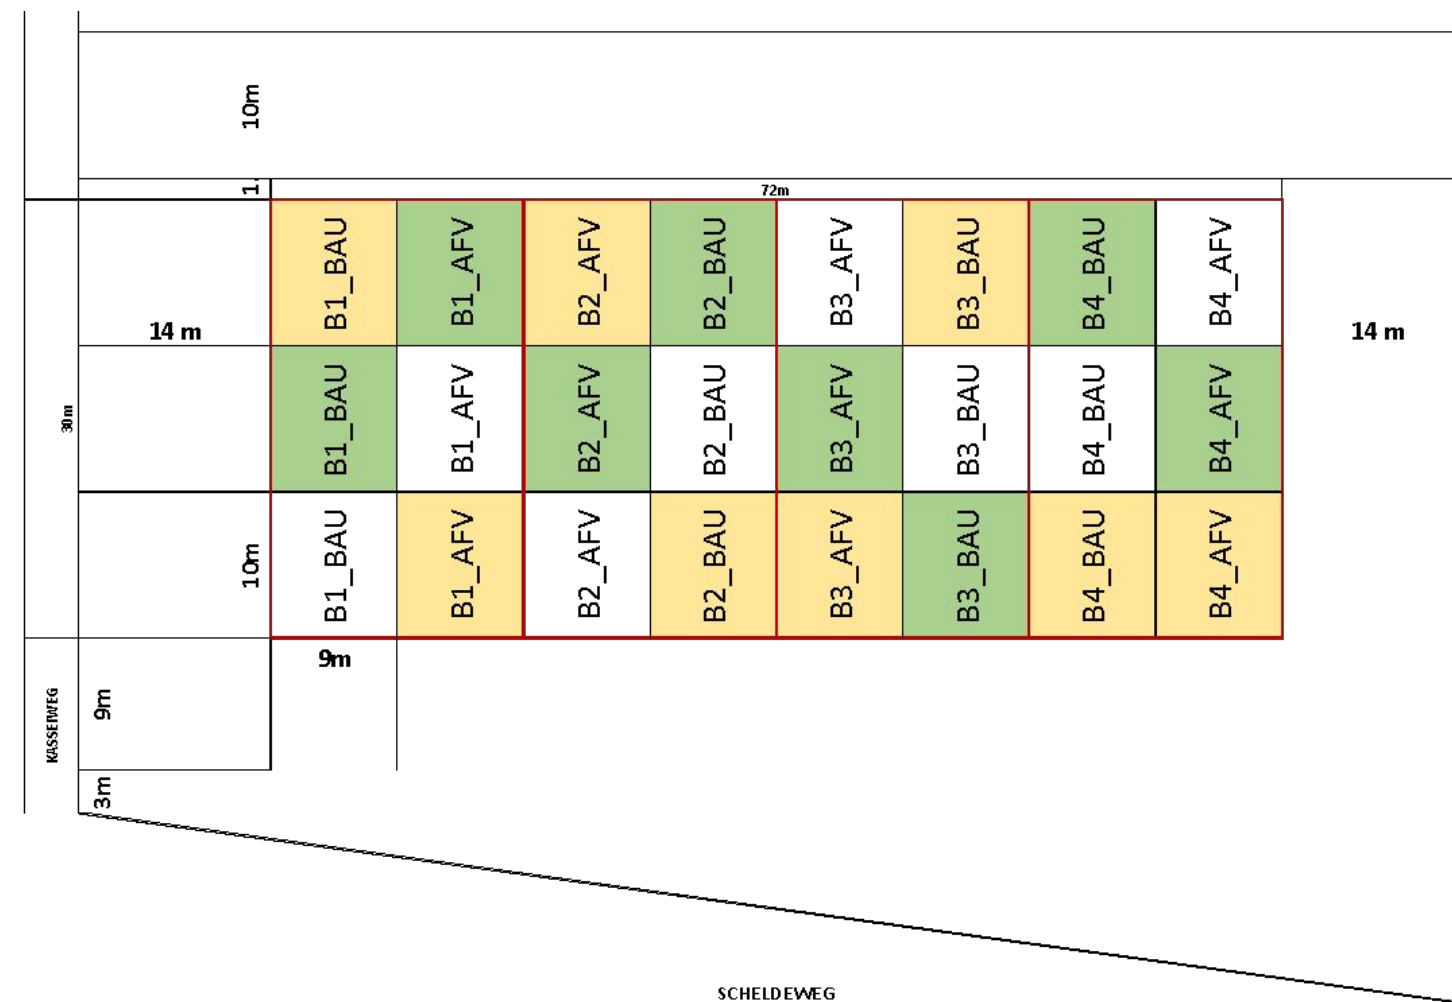 10m
1.
72m
B1_BAU B1_AFV B2_AFV B2_BAU B3_AFV B3_BAU B4_BAU B4_AFV
14 m
14 m
B1_BAU B1_AFV B2_AFV B2_BAU B3_AFV B3_BAU B4_BAU B4_AFV
30m
B1_BAU B1_AFV B2_AFV B2_BAU B3_AFV B3_BAU B4_BAU B4_AFV
10m
9m
9m
KASSEIWEG
3m
SCHELDEWEG